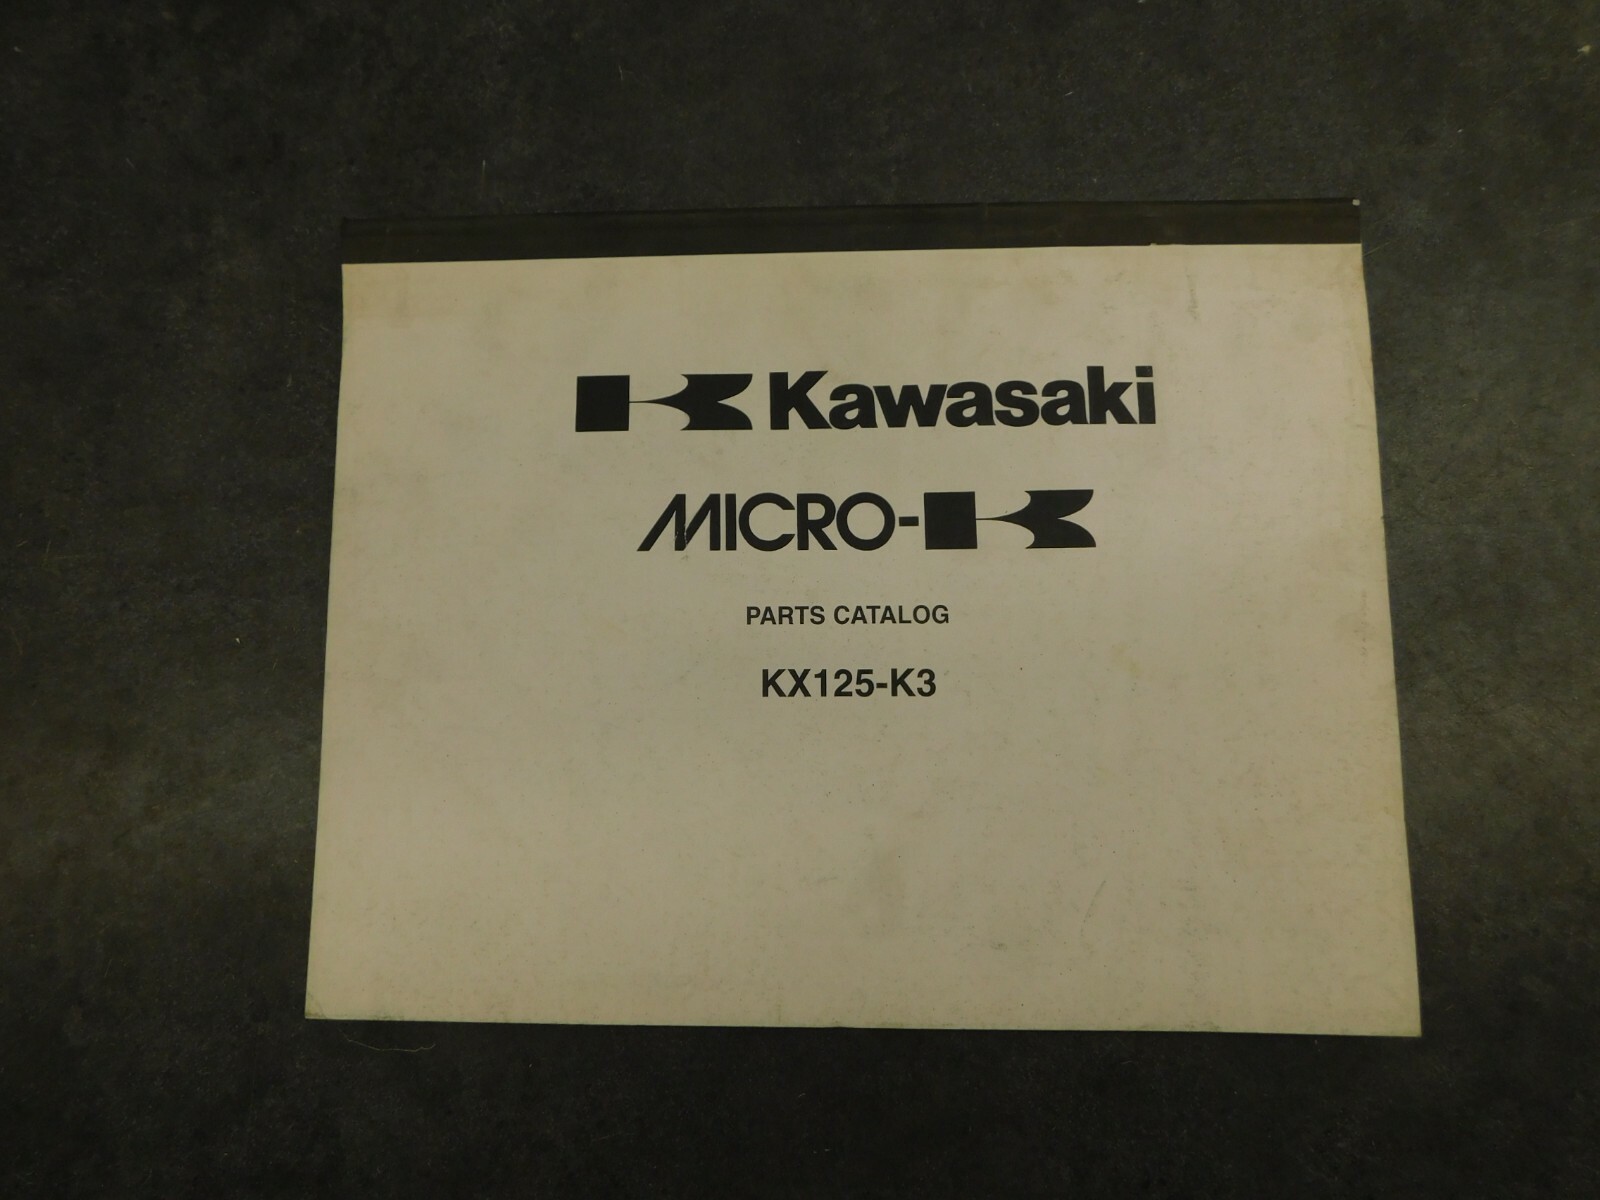 Kawasaki
MICRO-K
PARTS CATALOG
KX125-K3